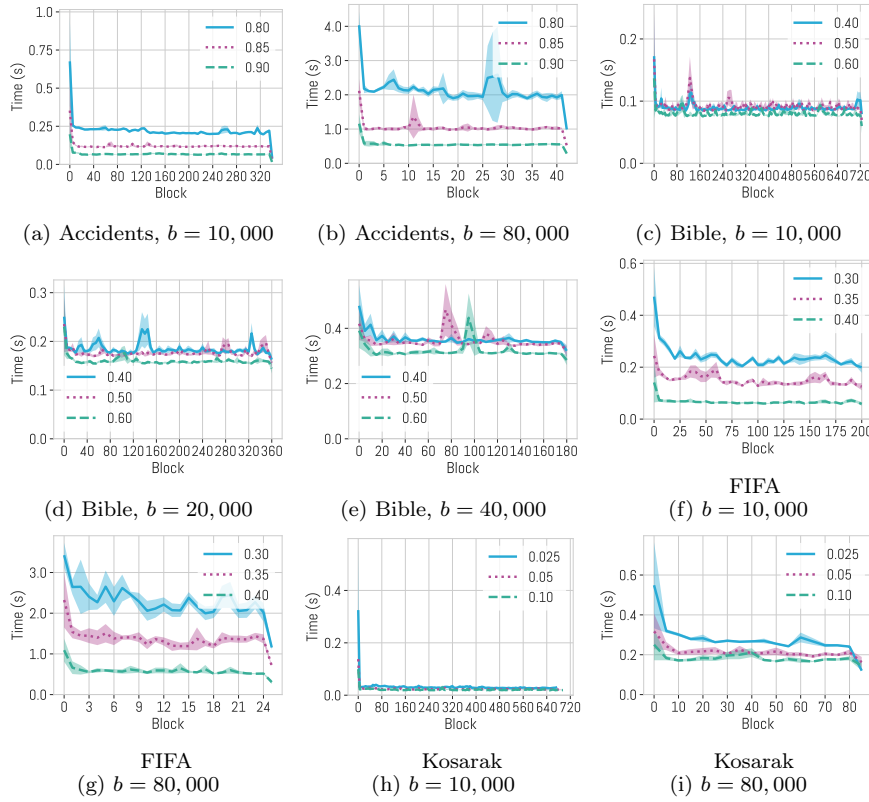 1.0
0.75
0.50
0.25
0.0
Time (s)
0.80
0.85
0.90
0 40 80 120 160 200 240 280 320
Block
(a) Accidents, b = 10, 000
4.0
3.0
2.0
1.0
0.0
Time (s)
0.80
0.85
0.90
0 5 10 15 20 25 30 35 40
Block
(b) Accidents, b = 80, 000
0.2
0.1
0.0
Time (s)
0.40
0.50
0.60
0 80 160 240 320 400 480 560 640 720
Block
(c) Bible, b = 10, 000
0.3
0.2
0.1
0.0
Time (s)
0.40
0.50
0.60
0 40 80 120 160 200 240 280 320 360
Block
(d) Bible, b = 20, 000
0.4
0.2
0.0
Time (s)
0.40
0.50
0.60
0 20 40 60 80 100 120 140 160 180
Block
(e) Bible, b = 40, 000
0.6
0.4
0.2
0.0
Time (s)
0.30
0.35
0.40
0 25 50 75 100 125 150 175 200
Block
FIFA
(f) b = 10, 000
3.0
2.0
1.0
0.0
Time (s)
0.30
0.35
0.40
0 3 6 9 12 15 18 21 24
Block
FIFA
(g) b = 80, 000
0.4
0.2
0.0
Time (s)
0.025
0.05
0.10
0 80 160 240 320 400 480 560 640 720
Block
Kosarak
(h) b = 10, 000
0.6
0.4
0.2
0.0
Time (s)
0.025
0.05
0.10
0 10 20 30 40 50 60 70 80
Block
Kosarak
(i) b = 80, 000